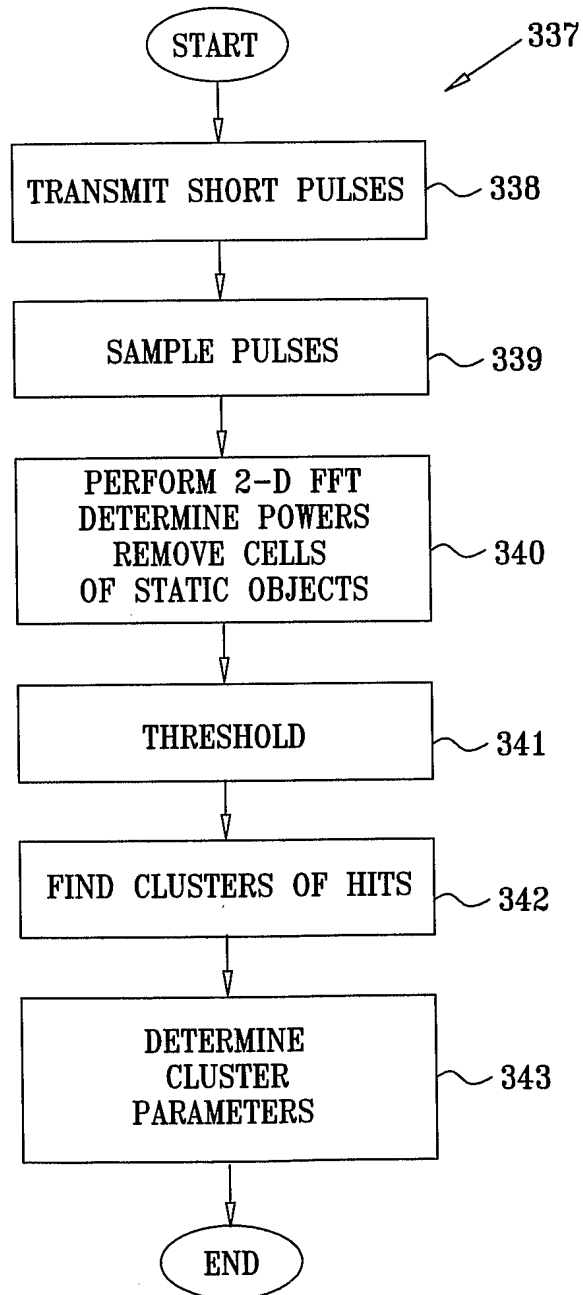 START
337
TRANSMIT SHORT PULSES
338
SAMPLE PULSES
339
PERFORM 2-D FFT
DETERMINE POWERS
REMOVE CELLS
OF STATIC OBJECTS
340
THRESHOLD
341
FIND CLUSTERS OF HITS
342
DETERMINE
CLUSTER
PARAMETERS
343
END